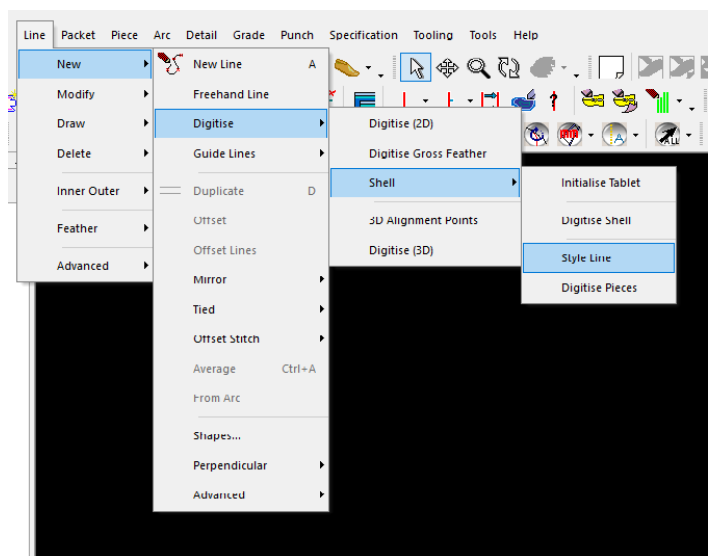 Line Packet Piece Arc Detail Grade Punch Specification Tooling Tools Help
New
Modify
Draw
Delete
Inner Outer
Feather
Advanced
New Line A
Freehand Line
Digitise
Guide Lines
Duplicate D
Offset
Offset Lines
Mirror
Tied
Offset Stitch
Average Ctrl+A
From Arc
Shapes...
Perpendicular
Advanced
Digitise (2D)
Digitise Gross Feather
Shell
3D Alignment Points
Digitise (3D)
Initialise Tablet
Digitise Shell
Style Line
Digitise Pieces
ALL